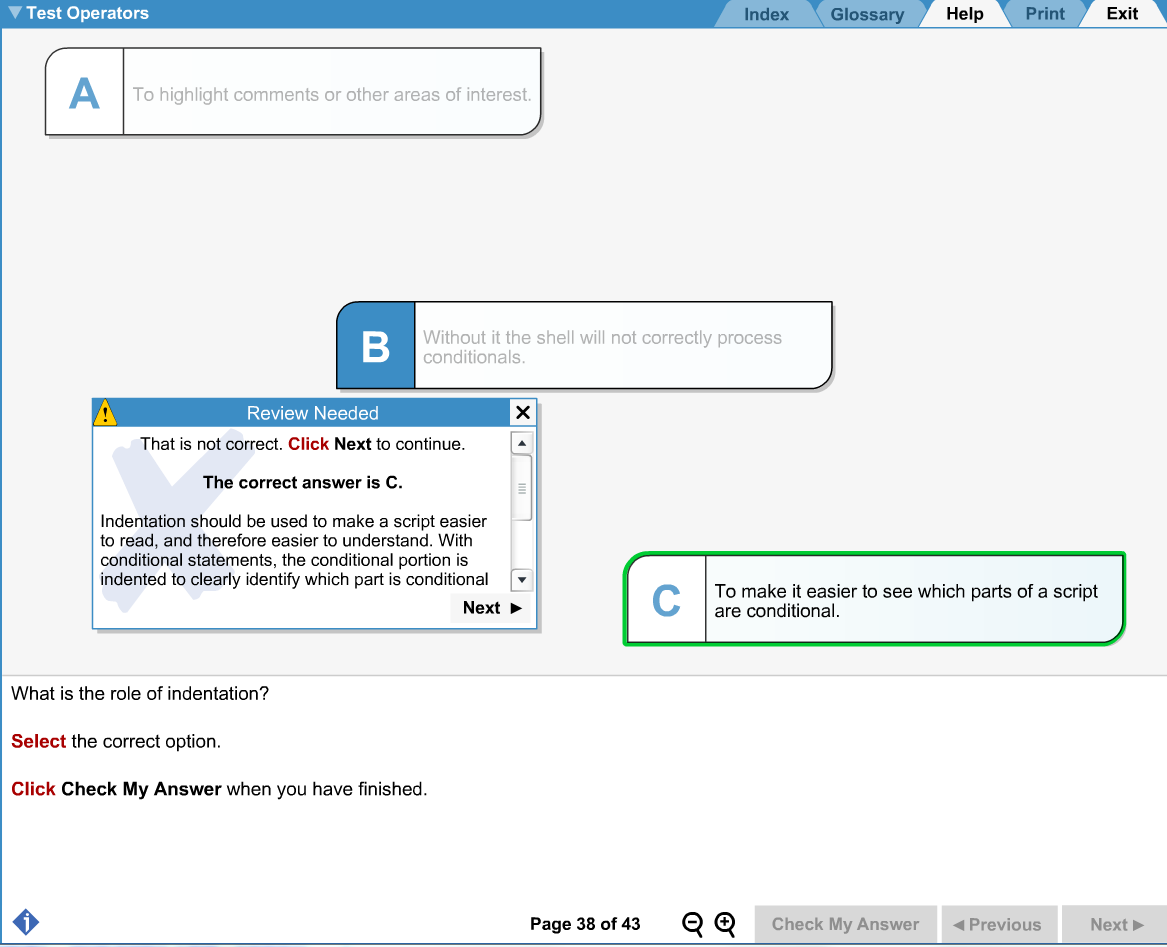 Test Operators
Index
Glossary
Help
Print
Exit
A
To highlight comments or other areas of interest.
B
Without it the shell will not correctly process
conditionals.
Review Needed
That is not correct. Click Next to continue.
The correct answer is C.
Indentation should be used to make a script easier
to read, and therefore easier to understand. With
conditional statements, the conditional portion is
indented to clearly identify which part is conditional
Next
C
To make it easier to see which parts of a script
are conditional.
What is the role of indentation?
Select the correct option.
Click Check My Answer when you have finished.
Page 38 of 43
Check My Answer
Previous
Next